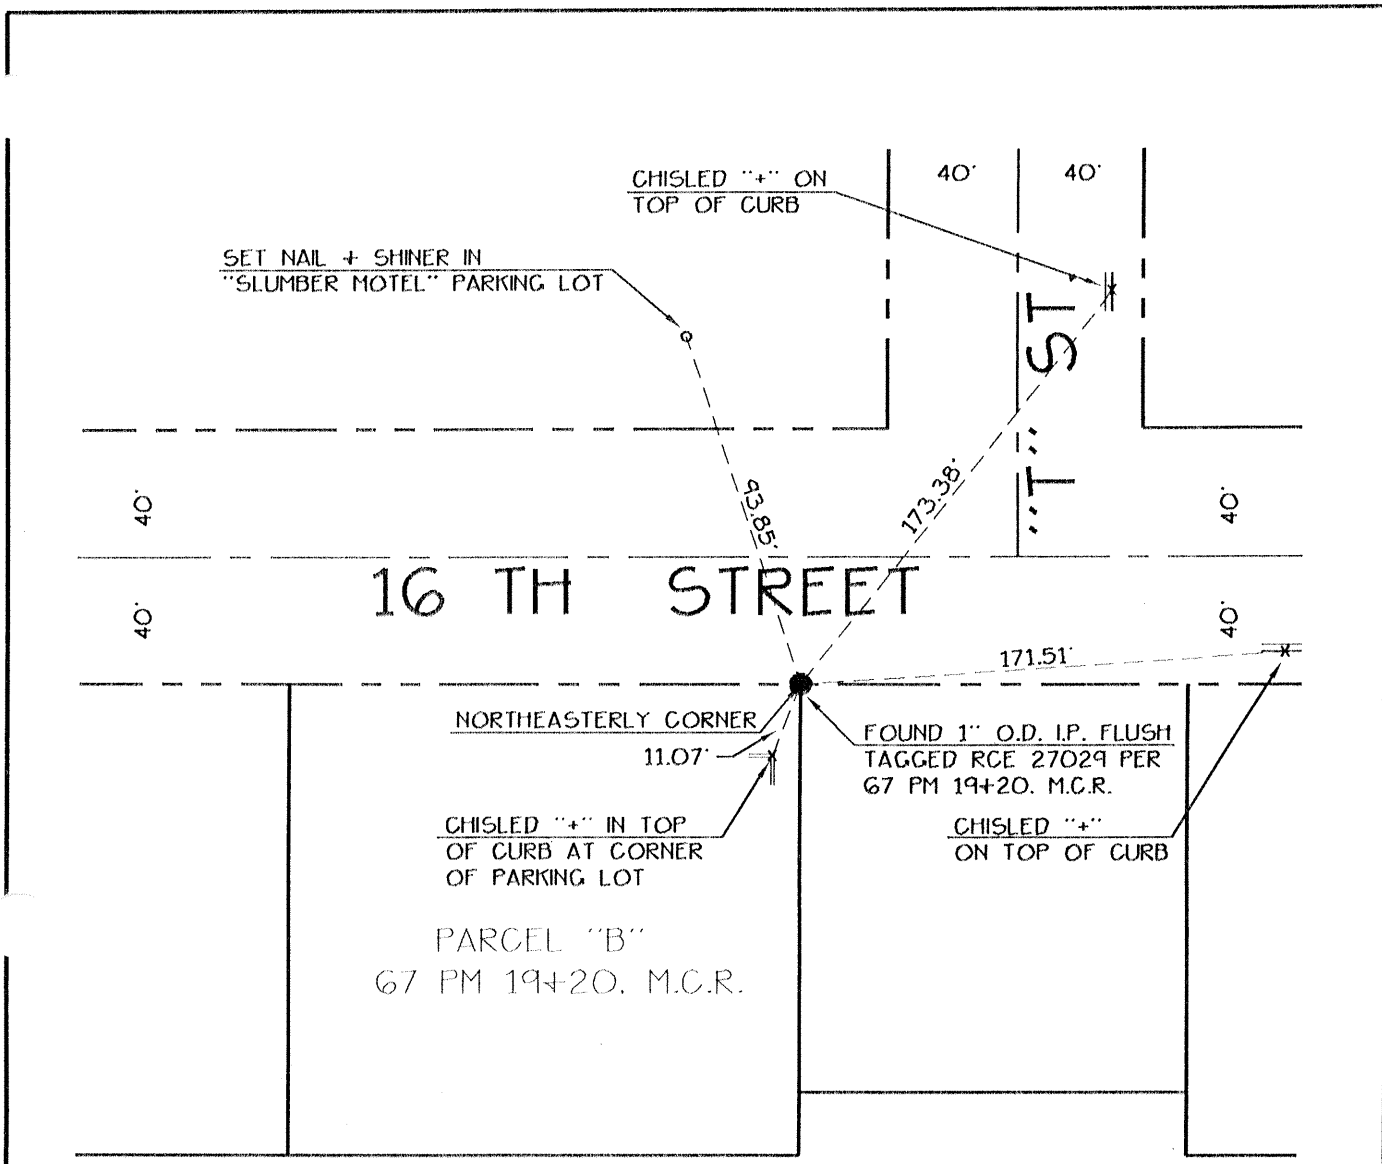 CHISLED "+" ON
TOP OF CURB
40'
40'
SET NAIL + SHINER IN
"SLUMBER MOTEL" PARKING LOT
"T" ST.
93.85'
173.38'
40'
40'
16 TH STREET
40'
40'
171.51'
NORTHEASTERLY CORNER
11.07'
FOUND 1" O.D. I.P. FLUSH
TAGGED RCE 27029 PER
67 PM 19+20. M.C.R.
CHISLED "+" IN TOP
OF CURB AT CORNER
OF PARKING LOT
CHISLED "+"
ON TOP OF CURB
PARCEL "B"
67 PM 19+20. M.C.R.